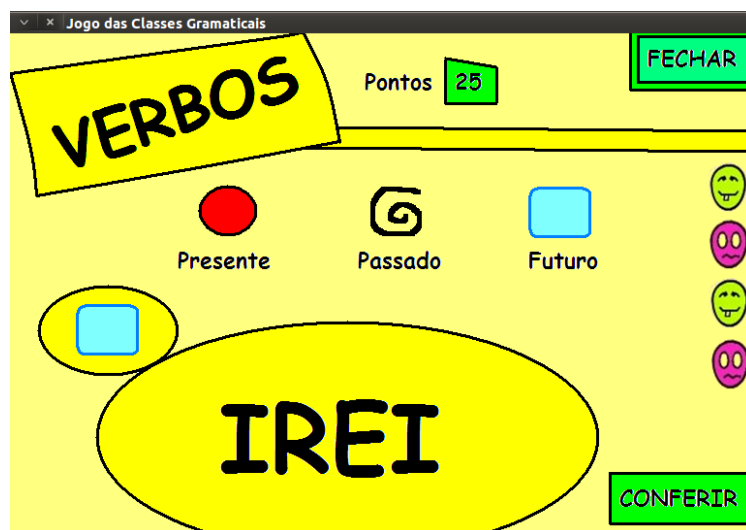 Jogo das Classes Gramaticais
VERBOS
Pontos 25
FECHAR
Presente Passado Futuro
IREI
CONFERIR